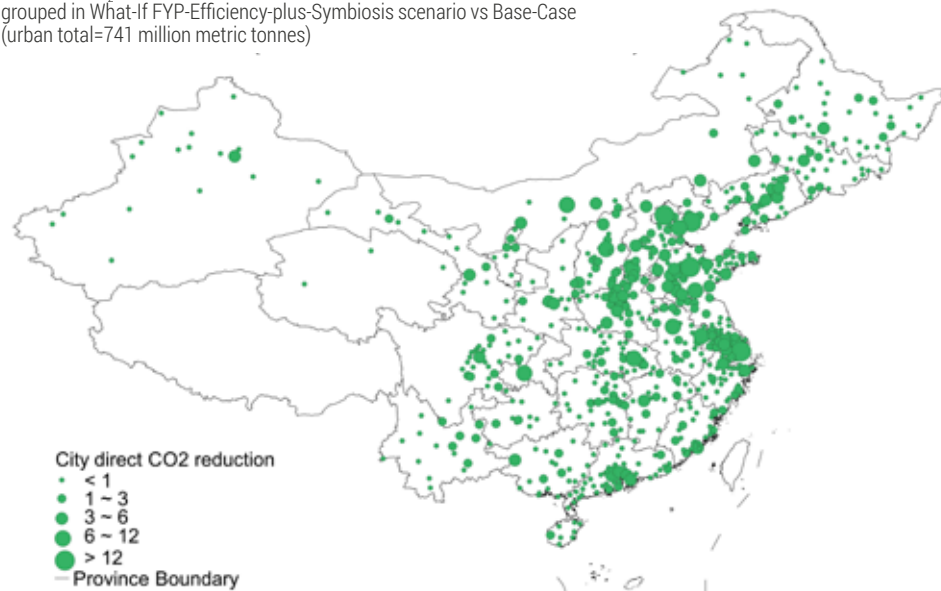 grouped in What-If FYP-Efficiency-plus-Symbiosis scenario vs Base-Case
(urban total=741 million metric tonnes)
City direct CO2 reduction
< 1
1 ~ 3
3 ~ 6
6 ~ 12
> 12
Province Boundary